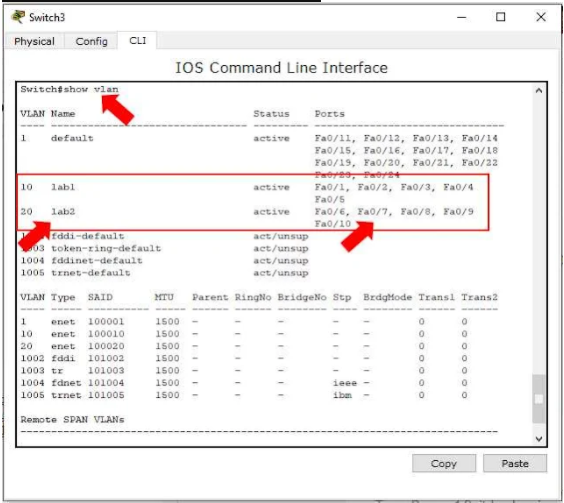 Switch3
Physical Config CLI
IOS Command Line Interface
Switch#show vlan
VLAN Name Status Ports
---- -------------------------------- --------- -------------------------------
1 default active Fa0/11, Fa0/12, Fa0/13, Fa0/14
Fa0/15, Fa0/16, Fa0/17, Fa0/18
Fa0/19, Fa0/20, Fa0/21, Fa0/22
Fa0/23, Fa0/24
10 lab1 active Fa0/1, Fa0/2, Fa0/3, Fa0/4
Fa0/5
20 lab2 active Fa0/6, Fa0/7, Fa0/8, Fa0/9
Fa0/10
fddi-default act/unsup
1003 token-ring-default act/unsup
1004 fddinet-default act/unsup
1005 trnet-default act/unsup
VLAN Type SAID MTU Parent RingNo BridgeNo Stp BrdgMode Trans1 Trans2
---- ----- ---------- ----- ------ ------ -------- ---- -------- ------ ------
1 enet 100001 1500 - - - - - 0 0
10 enet 100010 1500 - - - - - 0 0
20 enet 100020 1500 - - - - - 0 0
1002 fddi 101002 1500 - - - - - 0 0
1003 tr 101003 1500 - - - - - 0 0
1004 fdnet 101004 1500 - - - ieee - 0 0
1005 trnet 101005 1500 - - - ibm - 0 0
Remote SPAN VLANs
------------------------------------------------------------------------------
Copy Paste